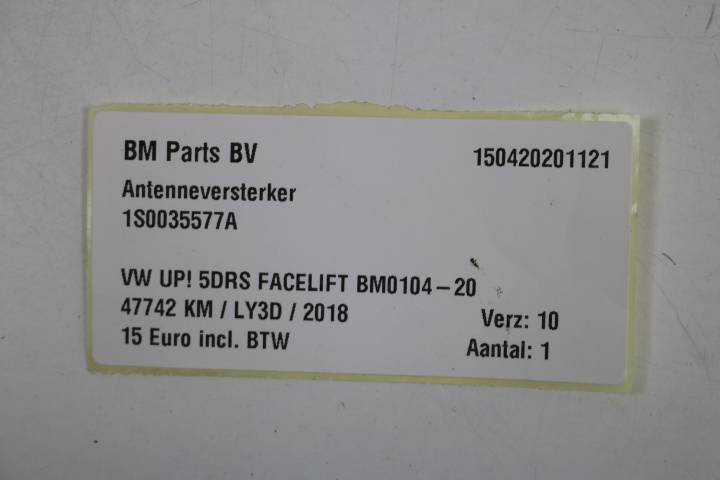 BM Parts BV 150420201121
Antenneversterker
1S0035577A
VW UP! 5DRS FACELIFT BM0104-20
47742 KM / LY3D / 2018 Verz: 10
15 Euro incl. BTW Aantal: 1